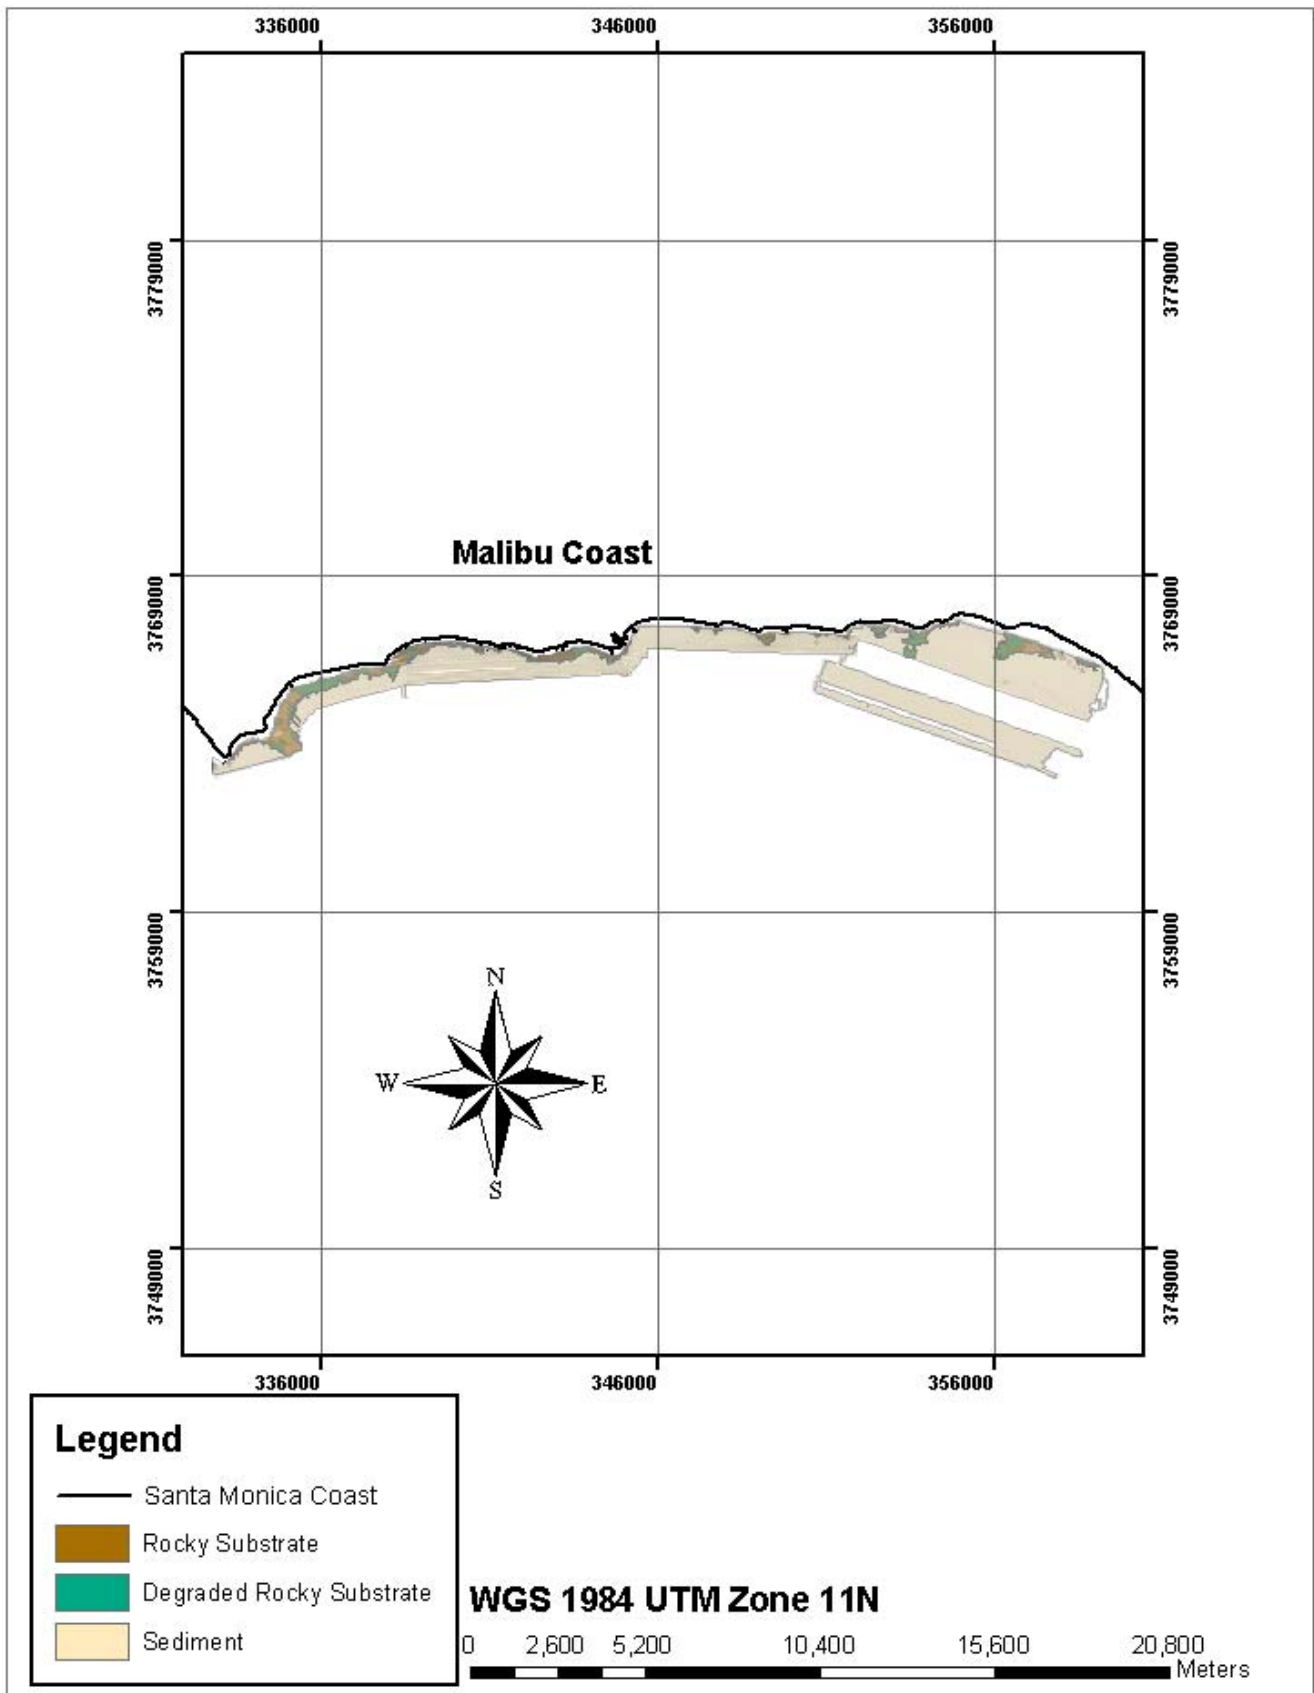 336000 346000 356000
3779000 3779000
Malibu Coast
3769000 3769000
3759000 3759000
N
W E
S
3749000 3749000
336000 346000 356000
Legend
Santa Monica Coast
Rocky Substrate
Degraded Rocky Substrate
Sediment
WGS 1984 UTM Zone 11N
0 2,600 5,200 10,400 15,600 20,800
Meters